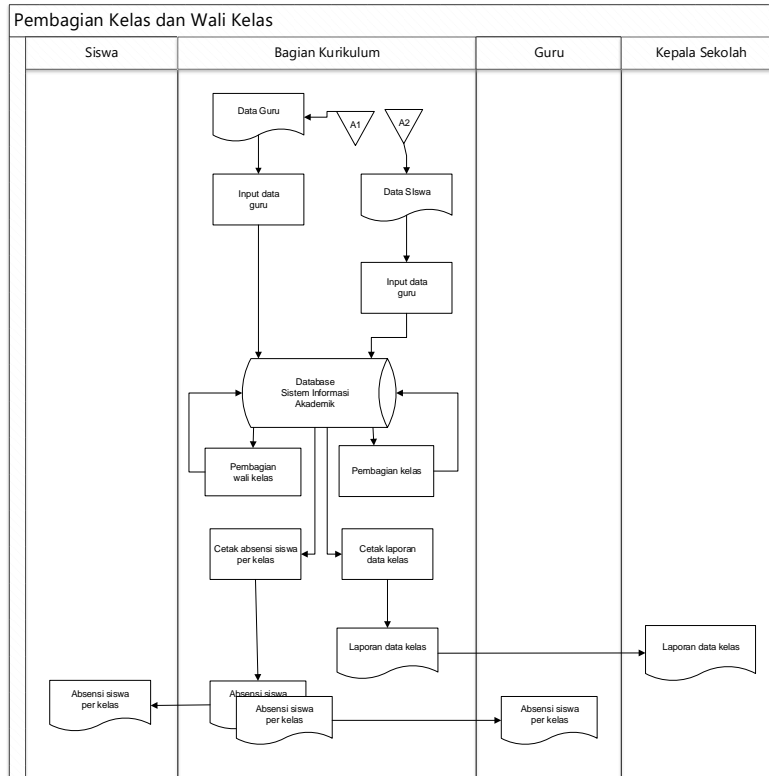 Pembagian Kelas dan Wali Kelas
Siswa
Bagian Kurikulum
Guru
Kepala Sekolah
Data Guru
A1
A2
Input data
guru
Data SIswa
Input data
guru
Database
Sistem Informasi
Akademik
Pembagian
wali kelas
Pembagian kelas
Cetak absensi siswa
per kelas
Cetak laporan
data kelas
Laporan data kelas
Laporan data kelas
Absensi siswa
per kelas
Absensi siswa
Absensi siswa
per kelas
Absensi siswa
per kelas